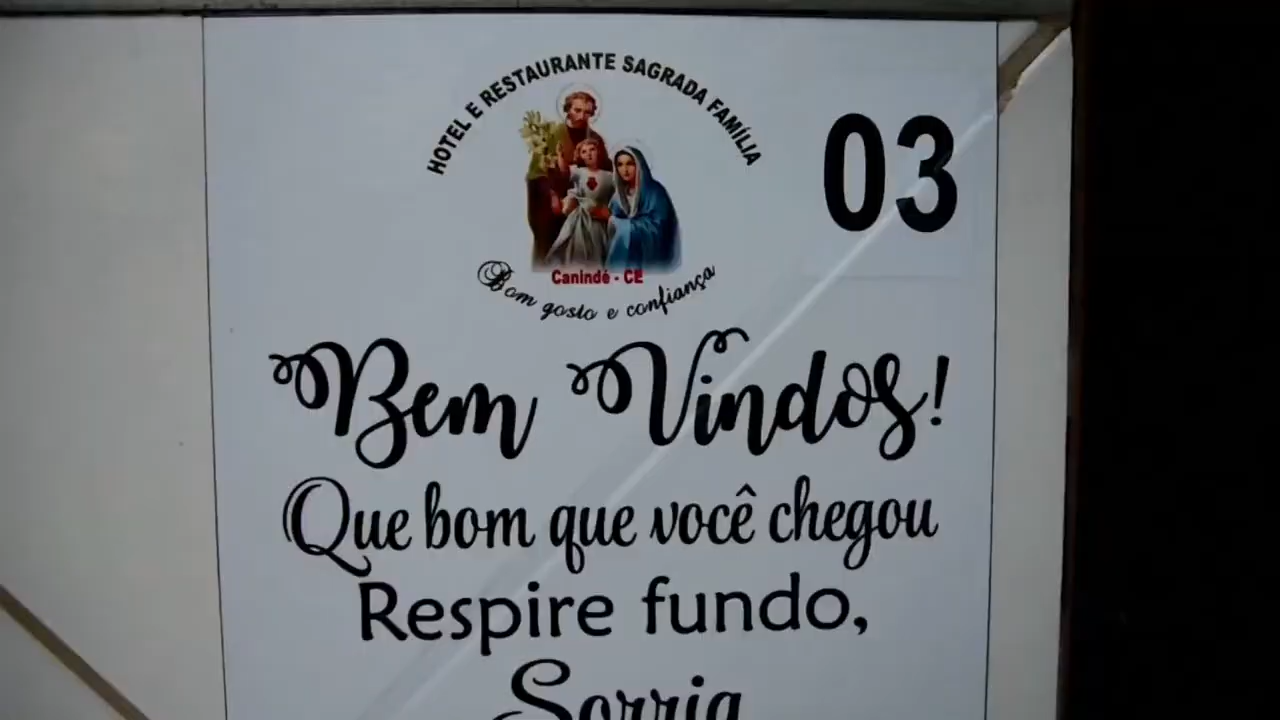 HOTEL E RESTAURANTE SAGRADA FAMÍLIA
03
Canindé - CE
Bom gosto e confiança
Bem Vindos!
Que bom que você chegou
Respire fundo,
Sorria